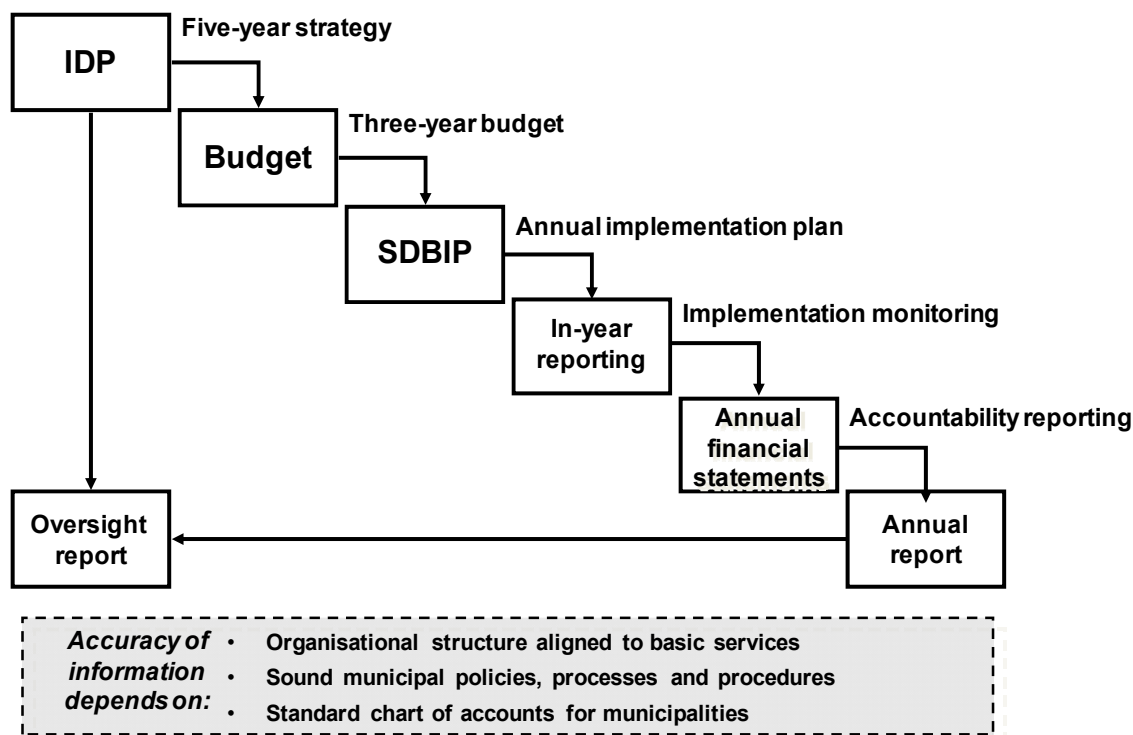 Five-year strategy
IDP
Three-year budget
Budget
Annual implementation plan
SDBIP
Implementation monitoring
In-year
reporting
Accountability reporting
Annual
financial
statements
Oversight
report
Annual
report
Accuracy of
information
depends on:
• Organisational structure aligned to basic services
• Sound municipal policies, processes and procedures
• Standard chart of accounts for municipalities